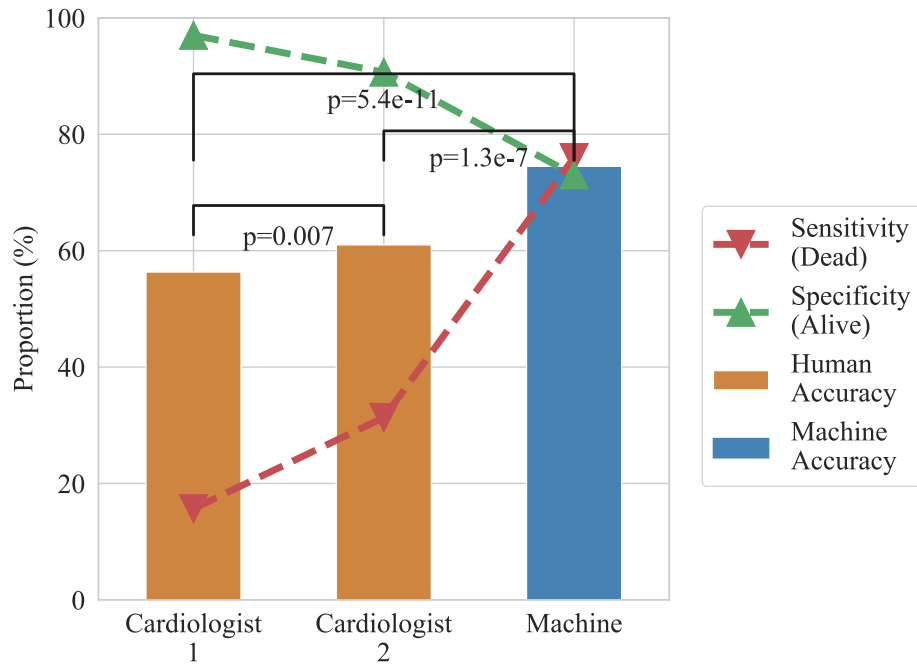 100
80
60
40
20
0
Proportion (%)
p=5.4e-11
p=1.3e-7
p=0.007
Cardiologist
1
Cardiologist
2
Machine
Sensitivity
(Dead)
Specificity
(Alive)
Human
Accuracy
Machine
Accuracy